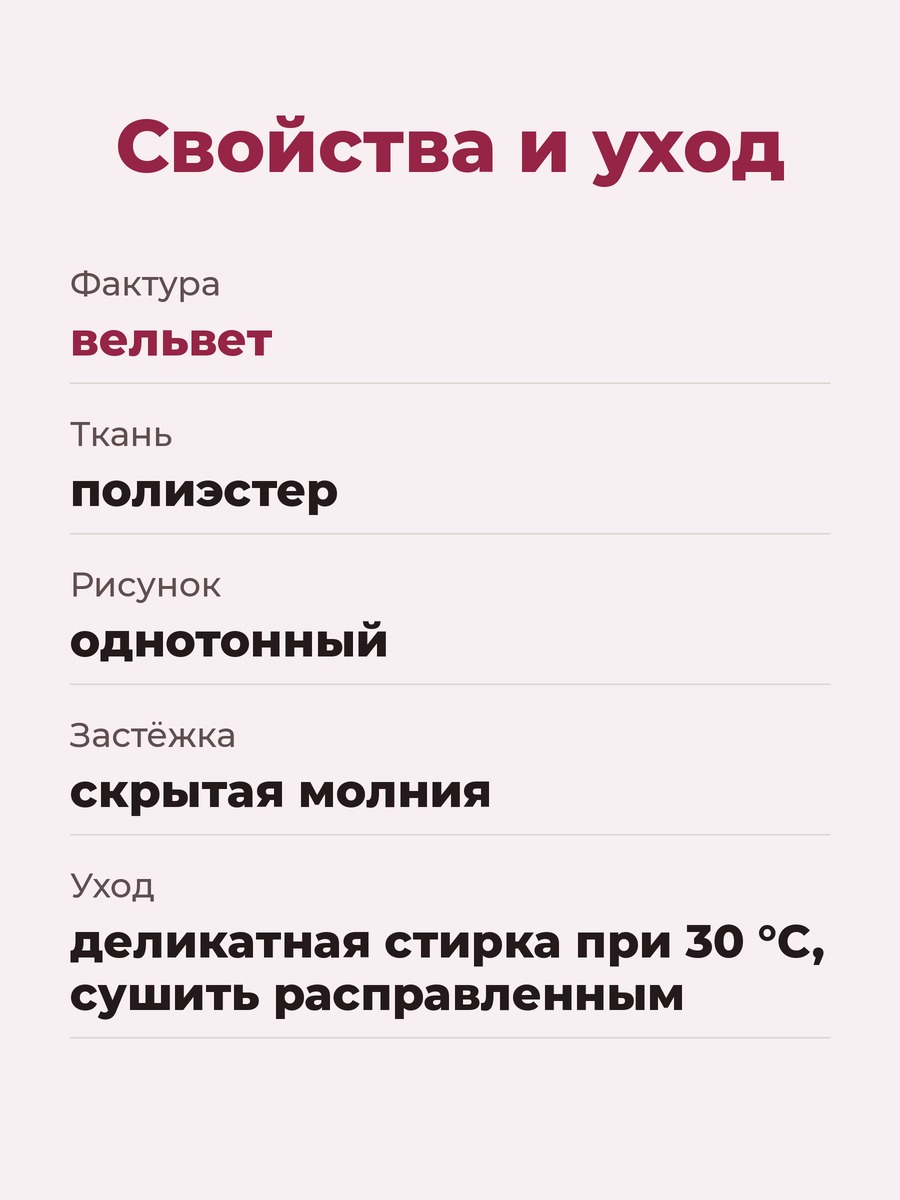 Свойства и уход
Фактура
вельвет
Ткань
полиэстер
Рисунок
однотонный
Застёжка
скрытая молния
Уход
деликатная стирка при 30 °C,
сушить расправленным